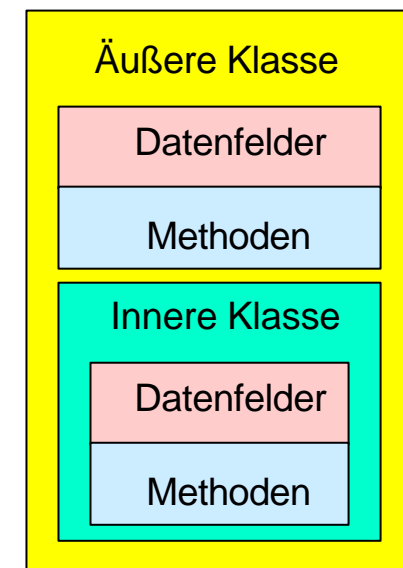 Äußere Klasse
Datenfelder
Methoden
Innere Klasse
Datenfelder
Methoden